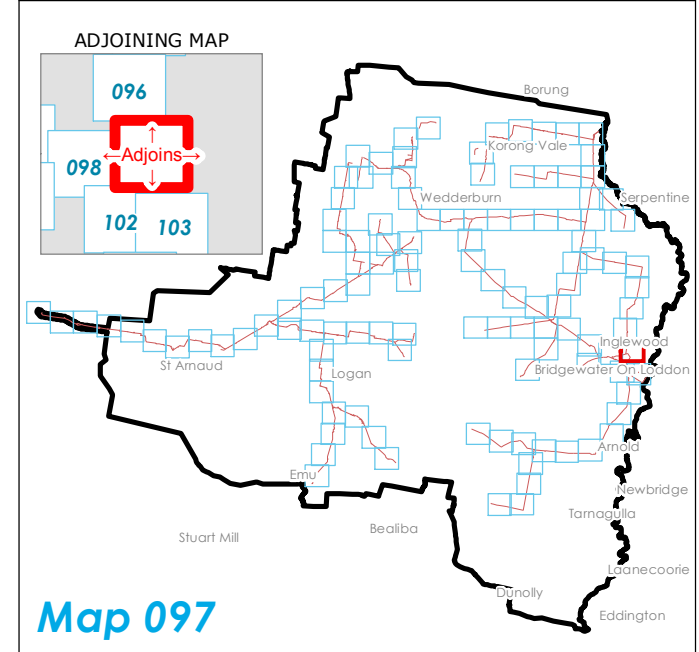 ADJOINING MAP
096
Adjoins
098
102 103
Borung
Korong Vale
Wedderburn
Serpentine
Inglewood
St Arnaud
Logan
Bridgewater On Loddon
Arnold
Emu
Newbridge
Tarnagulla
Bealiba
Stuart Mill
Laanecoorie
Dunolly
Eddington
Map 097